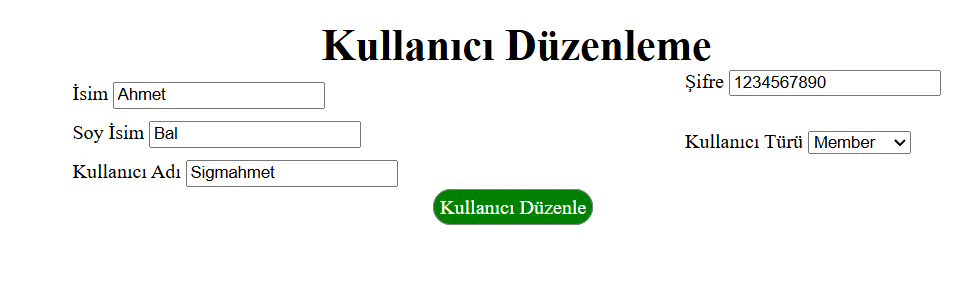 Kullanıcı Düzenleme
İsim Ahmet
Soy İsim Bal
Kullanıcı Adı Sigmahmet
Şifre 1234567890
Kullanıcı Türü Member
Kullanıcı Düzenle